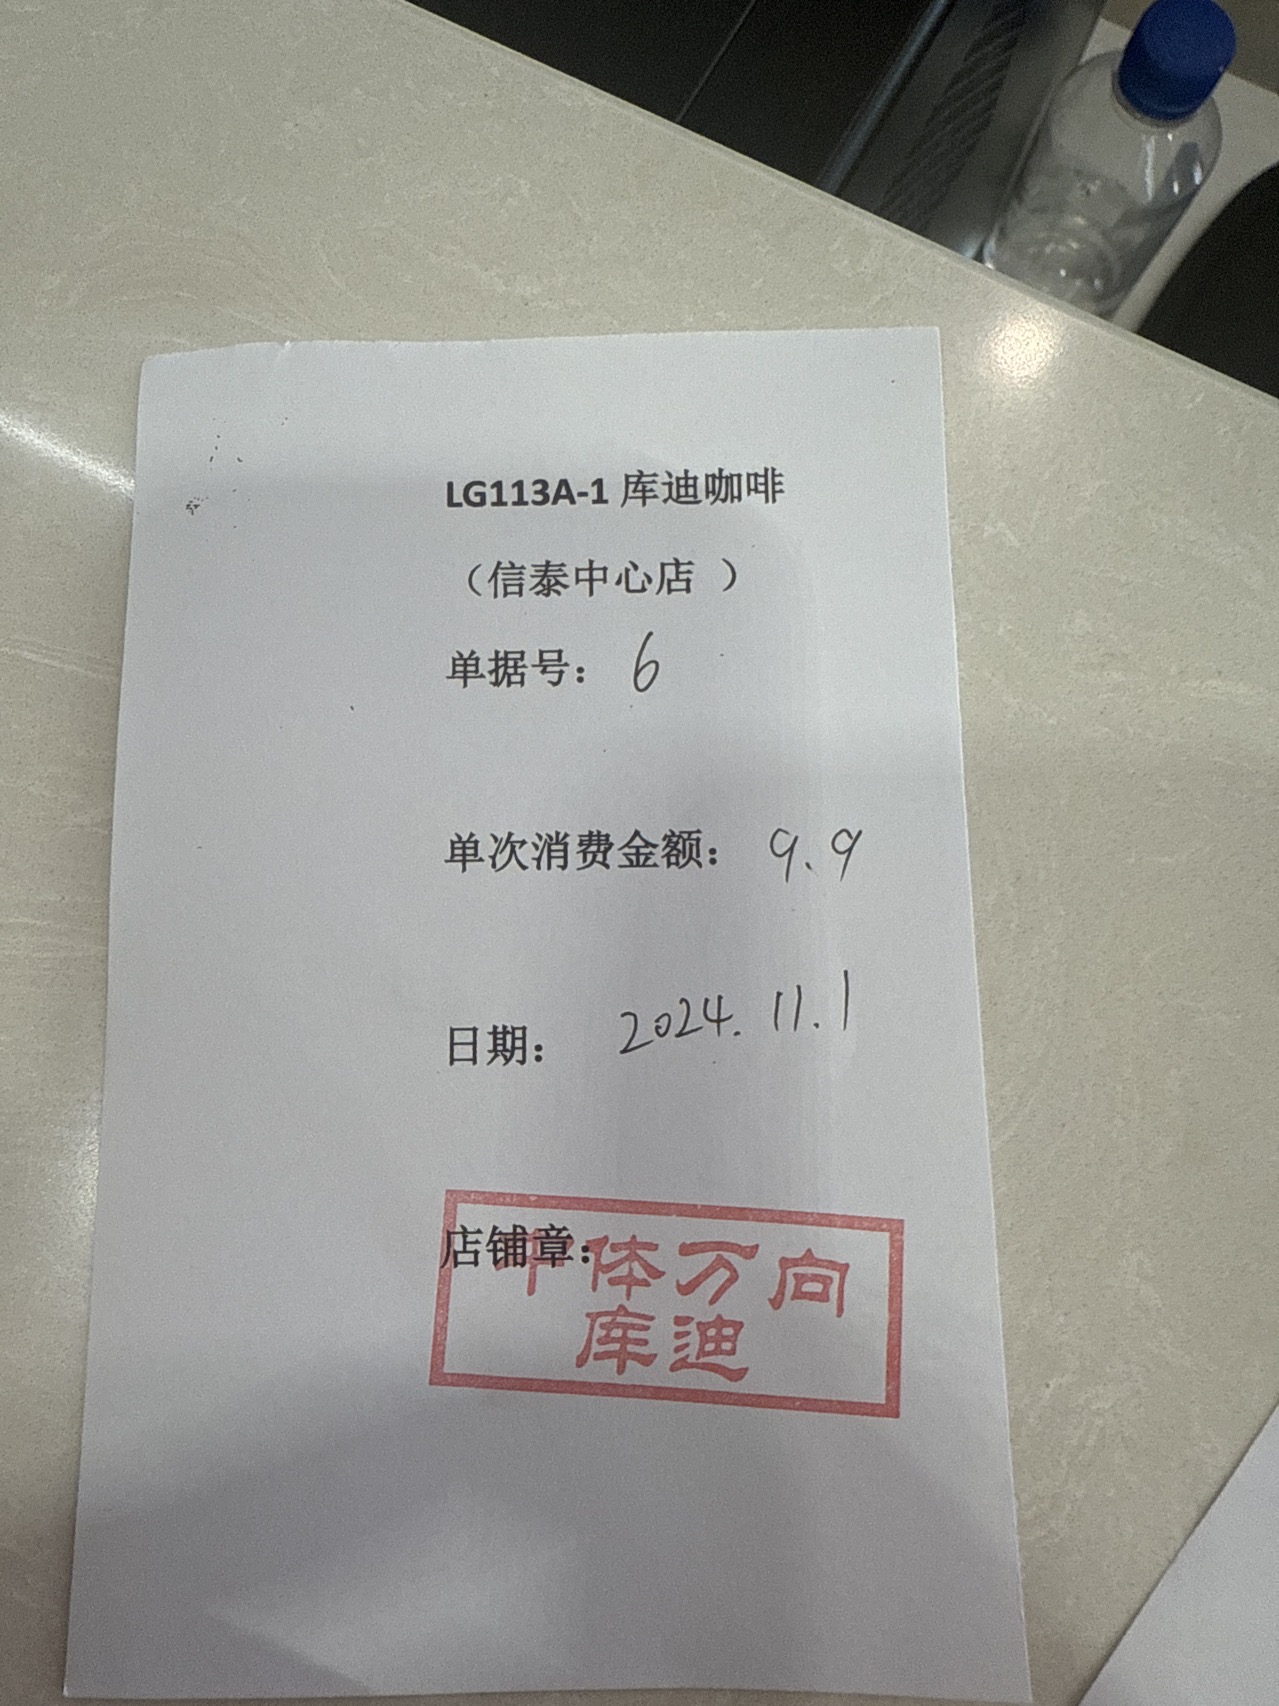 LG113A-1 库迪咖啡
（信泰中心店 ）
单据号： 6
单次消费金额： 9.9
日期： 2024.11.1
店铺章：
中体万向
库迪